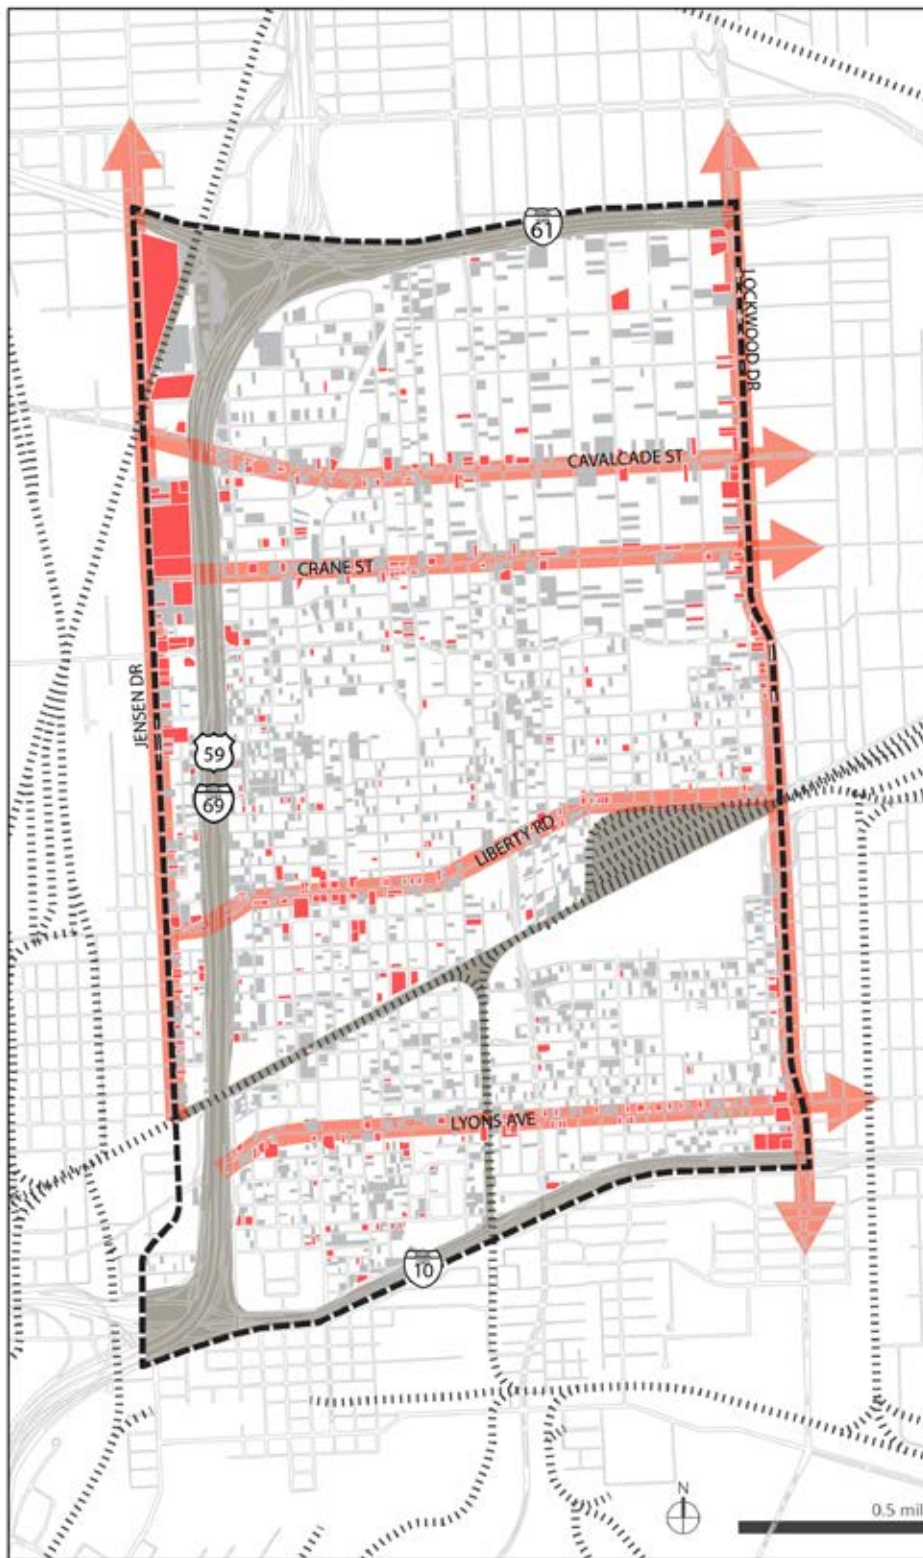 61
LOCKWOOD DR
CAVALCADE ST
CRANE ST
JENSEN DR
59
69
LIBERTY RD
LYONS AVE
10
N
0.5 mil